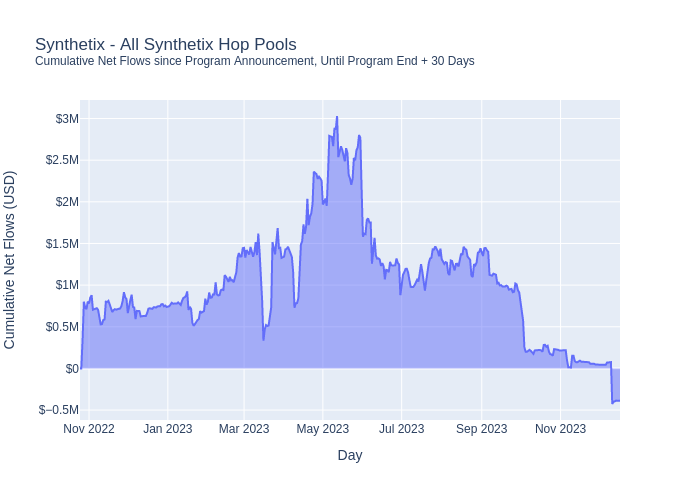 Synthetix - All Synthetix Hop Pools
Cumulative Net Flows since Program Announcement, Until Program End + 30 Days
Cumulative Net Flows (USD)
$3M
$2.5M
$2M
$1.5M
$1M
$0.5M
$0
$−0.5M
Nov 2022
Jan 2023
Mar 2023
May 2023
Jul 2023
Sep 2023
Nov 2023
Day